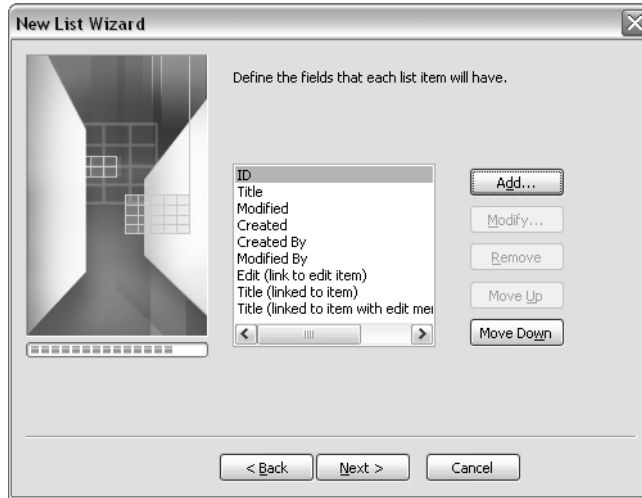 New List Wizard
Define the fields that each list item will have.
ID
Title
Modified
Created
Created By
Modified By
Edit (link to edit item)
Title (linked to item)
Title (linked to item with edit
Add...
Modify...
Remove
Move Up
Move Down
< Back
Next >
Cancel